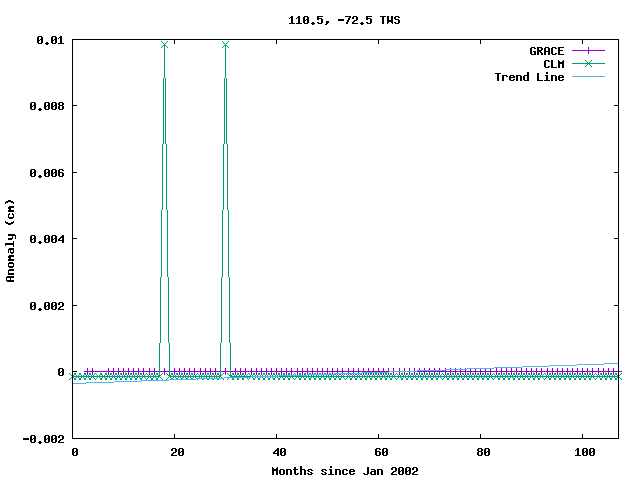 110.5, -72.5 TWS
GRACE
CLM
Trend Line
0.01
0.008
0.006
0.004
0.002
0
-0.002
Anomaly (cm)
0 20 40 60 80 100
Months since Jan 2002